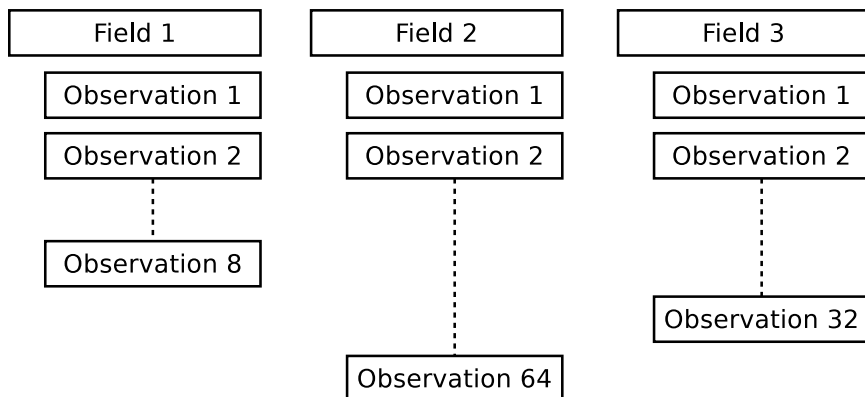 Field 1
Observation 1
Observation 2
Observation 8
Field 2
Observation 1
Observation 2
Observation 64
Field 3
Observation 1
Observation 2
Observation 32